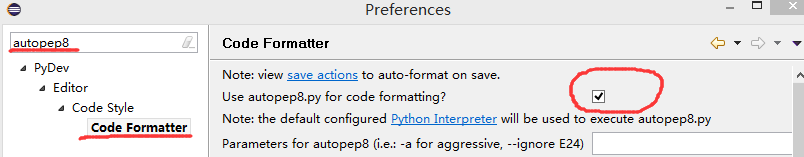 Preferences
autopep8
PyDev
Editor
Code Style
Code Formatter
Code Formatter
Note: view save actions to auto-format on save.
Use autopep8.py for code formatting?
Note: the default configured Python Interpreter will be used to execute autopep8.py
Parameters for autopep8 (i.e.: -a for aggressive, --ignore E24)